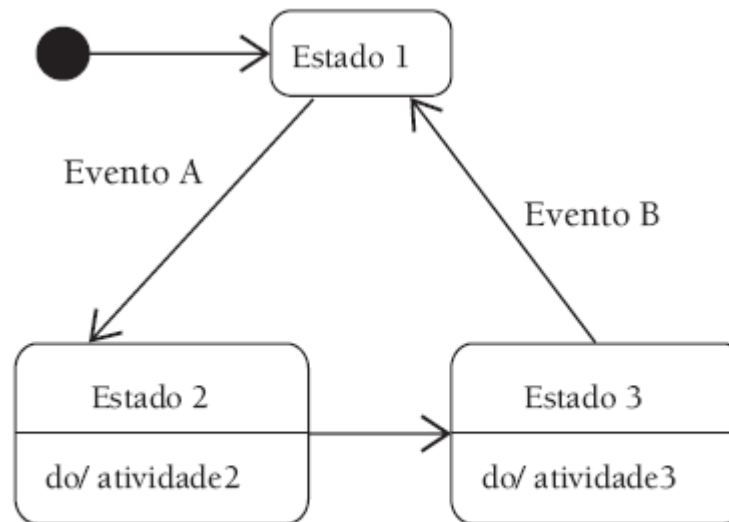 Estado 1
Evento A
Evento B
Estado 2
do/ atividade2
Estado 3
do/ atividade3